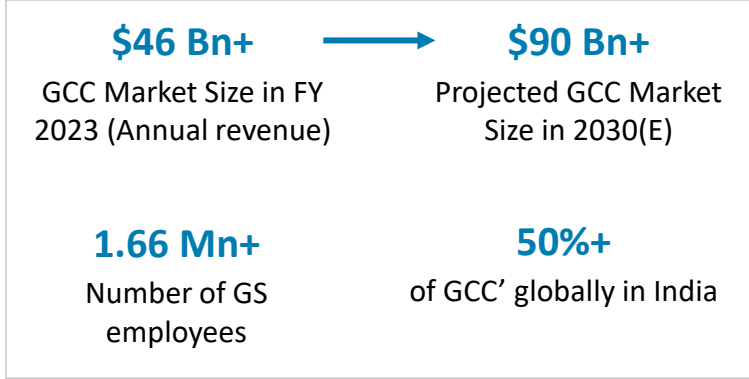 $46 Bn+
GCC Market Size in FY
2023 (Annual revenue)
$90 Bn+
Projected GCC Market
Size in 2030(E)
1.66 Mn+
Number of GS
employees
50%+
of GCC’ globally in India